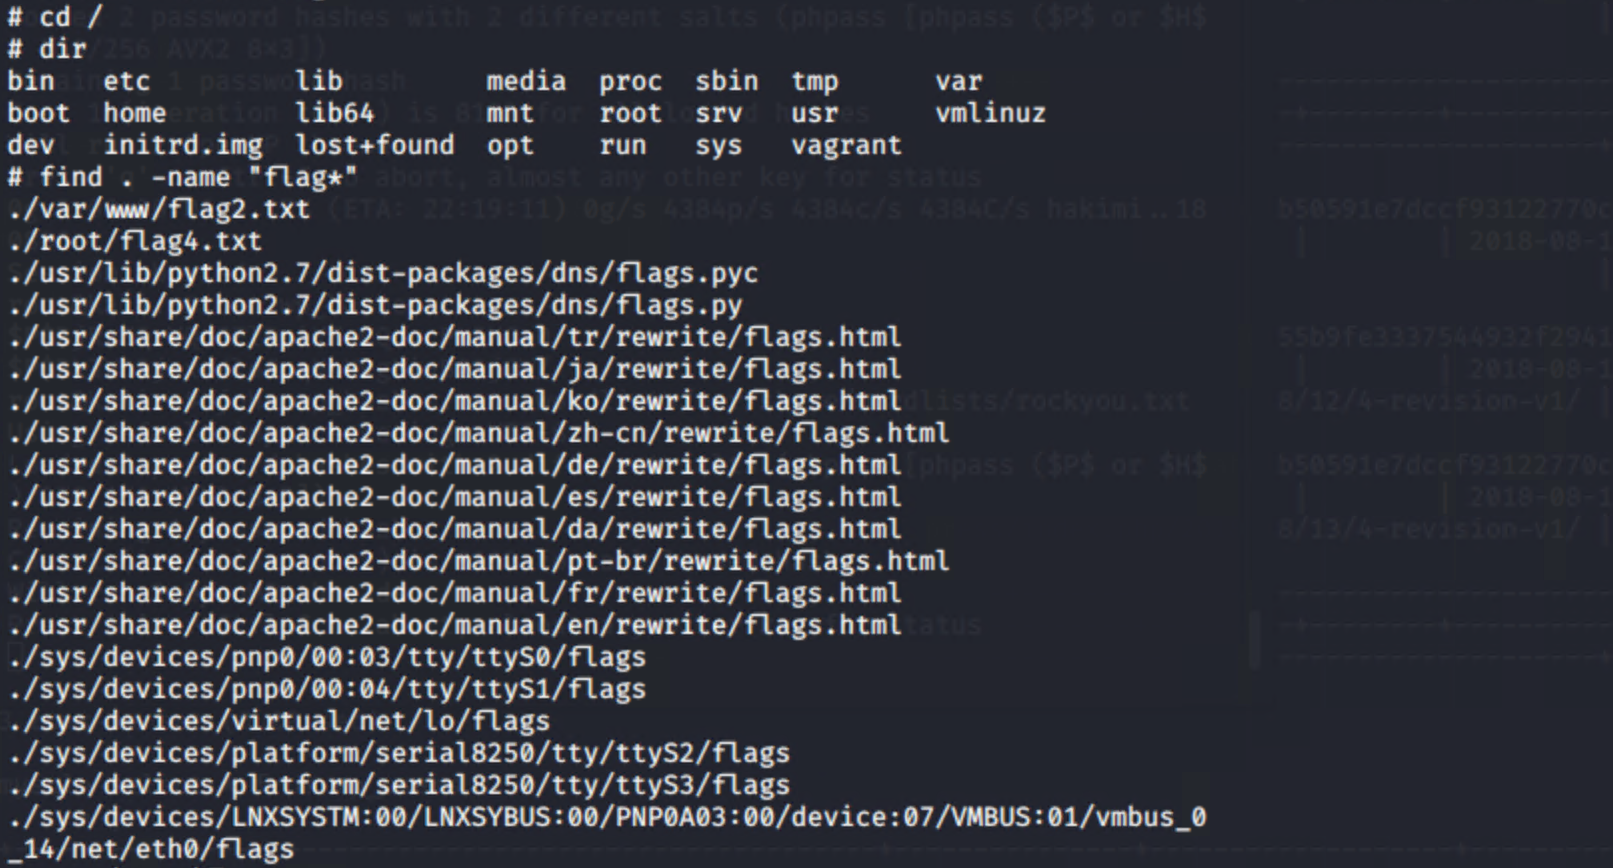 # cd /
# dir
bin   etc         lib         media  proc  sbin  tmp      var
boot  home        lib64       mnt    root  srv   usr      vmlinuz
dev   initrd.img  lost+found  opt    run   sys   vagrant
# find . -name "flag*"
./var/www/flag2.txt
./root/flag4.txt
./usr/lib/python2.7/dist-packages/dns/flags.pyc
./usr/lib/python2.7/dist-packages/dns/flags.py
./usr/share/doc/apache2-doc/manual/tr/rewrite/flags.html
./usr/share/doc/apache2-doc/manual/ja/rewrite/flags.html
./usr/share/doc/apache2-doc/manual/ko/rewrite/flags.html
./usr/share/doc/apache2-doc/manual/zh-cn/rewrite/flags.html
./usr/share/doc/apache2-doc/manual/de/rewrite/flags.html
./usr/share/doc/apache2-doc/manual/es/rewrite/flags.html
./usr/share/doc/apache2-doc/manual/da/rewrite/flags.html
./usr/share/doc/apache2-doc/manual/pt-br/rewrite/flags.html
./usr/share/doc/apache2-doc/manual/fr/rewrite/flags.html
./usr/share/doc/apache2-doc/manual/en/rewrite/flags.html
./sys/devices/pnp0/00:03/tty/ttyS0/flags
./sys/devices/pnp0/00:04/tty/ttyS1/flags
./sys/devices/virtual/net/lo/flags
./sys/devices/platform/serial8250/tty/ttyS2/flags
./sys/devices/platform/serial8250/tty/ttyS3/flags
./sys/devices/LNXSYSTM:00/LNXSYBUS:00/PNP0A03:00/device:07/VMBUS:01/vmbus_0
_14/net/eth0/flags